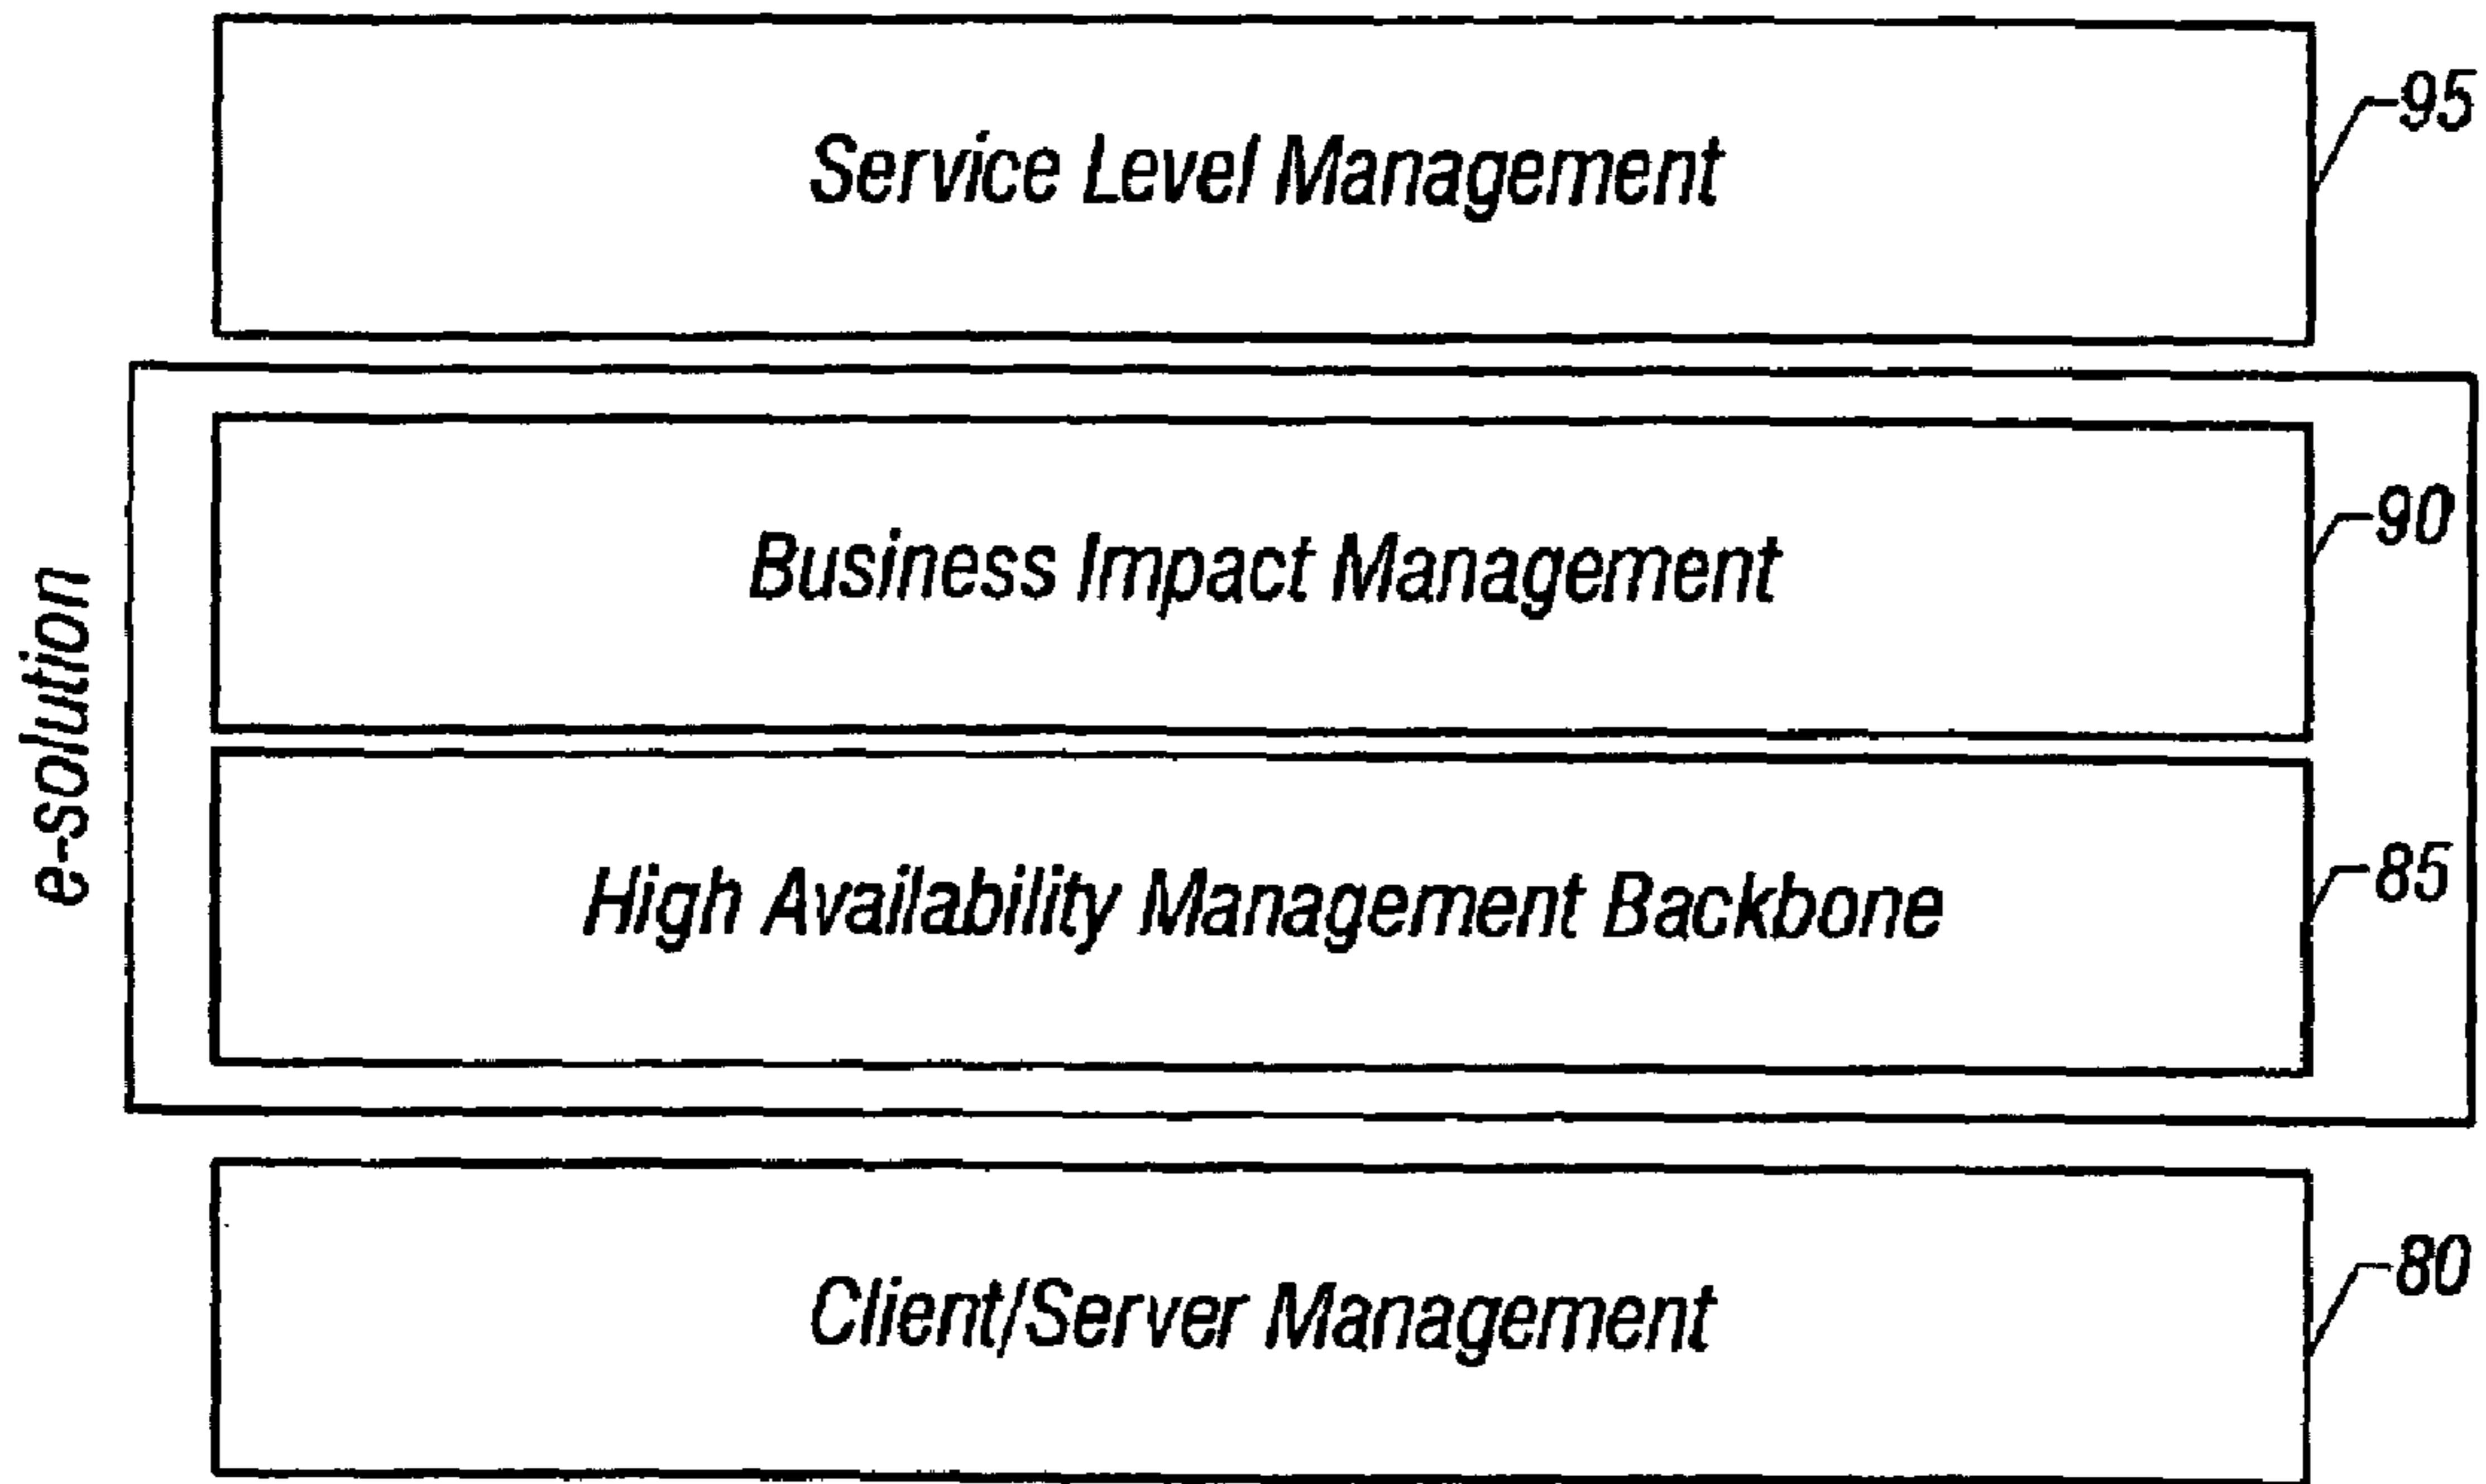 Service Level Management
95
e-solution
Business Impact Management
90
High Availability Management Backbone
85
Client/Server Management
80